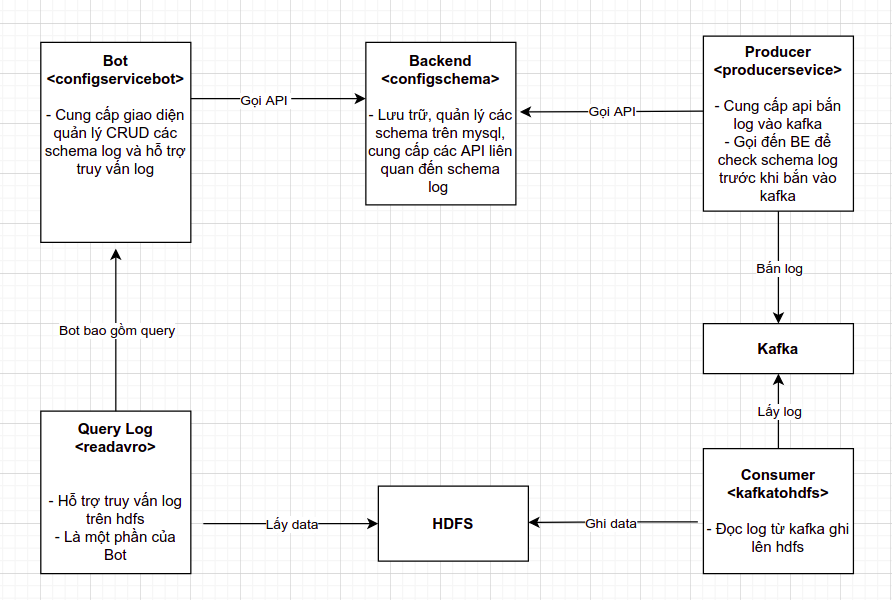 Bot
<configservicebot>
- Cung cấp giao diện
quản lý CRUD các
schema log và hỗ trợ
truy vấn log
Gọi API
Backend
<configschema>
- Lưu trữ, quản lý các
schema trên mysql,
cung cấp các API liên
quan đến schema
log
Gọi API
Producer
<producersevice>
- Cung cấp api bắn
log vào kafka
- Gọi đến BE để
check schema log
trước khi bắn vào
kafka
Bắn log
Kafka
Lấy log
Bot bao gồm query
Query Log
<readavro>
- Hỗ trợ truy vấn log
trên hdfs
- Là một phần của
Bot
Lấy data
HDFS
Ghi data
Consumer
<kafkatohdfs>
- Đọc log từ kafka ghi
lên hdfs